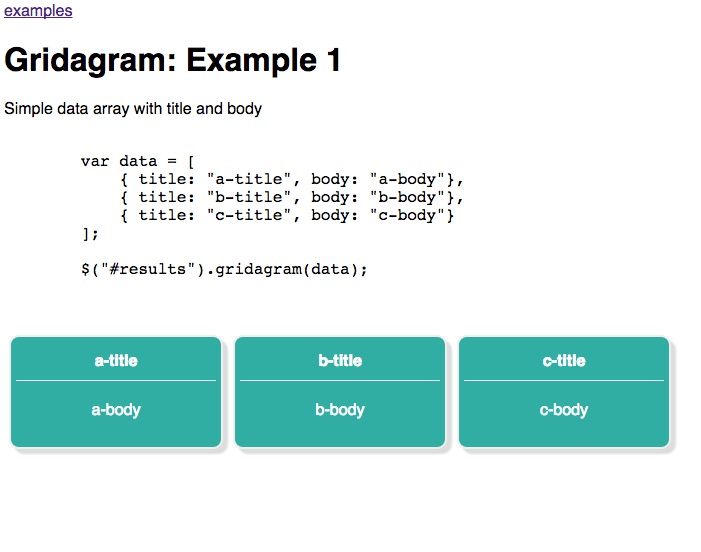 examples
Gridagram: Example 1
Simple data array with title and body
var data = [
{ title: "a-title", body: "a-body"},
{ title: "b-title", body: "b-body"},
{ title: "c-title", body: "c-body"}
];
$("#results").gridagram(data);
a-title b-title c-title
a-body b-body c-body